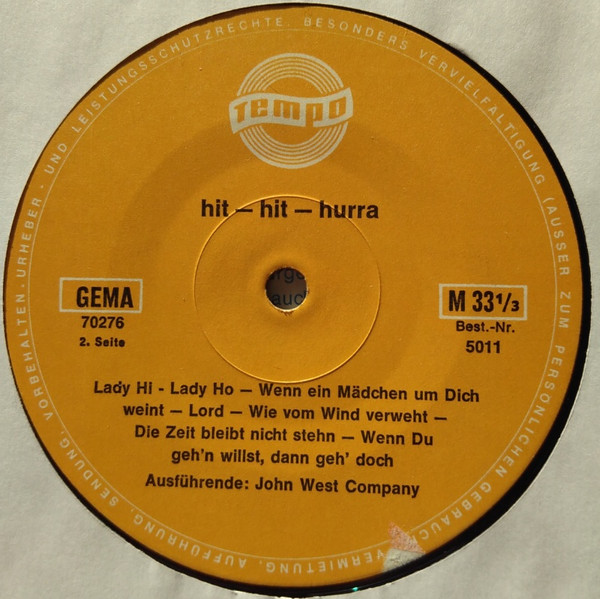 VORBEHALTEN · URHEBER · UND LEISTUNGSSCHUTZRECHTE, BESONDERS VERVIELFÄLTIGUNG (AUSSER ZUM PERSÖNLICHEN GEBRAUCH
VERMIETUNG, AUFFÜHRUNG, SENDUNG,
TEMPO
hit – hit – hurra
GEMA
70276
2. Seite
M 33 1/3
Best.-Nr.
5011
Lady Hi - Lady Ho – Wenn ein Mädchen um Dich
weint – Lord – Wie vom Wind verweht –
Die Zeit bleibt nicht stehn – Wenn Du
geh'n willst, dann geh' doch
Ausführende: John West Company